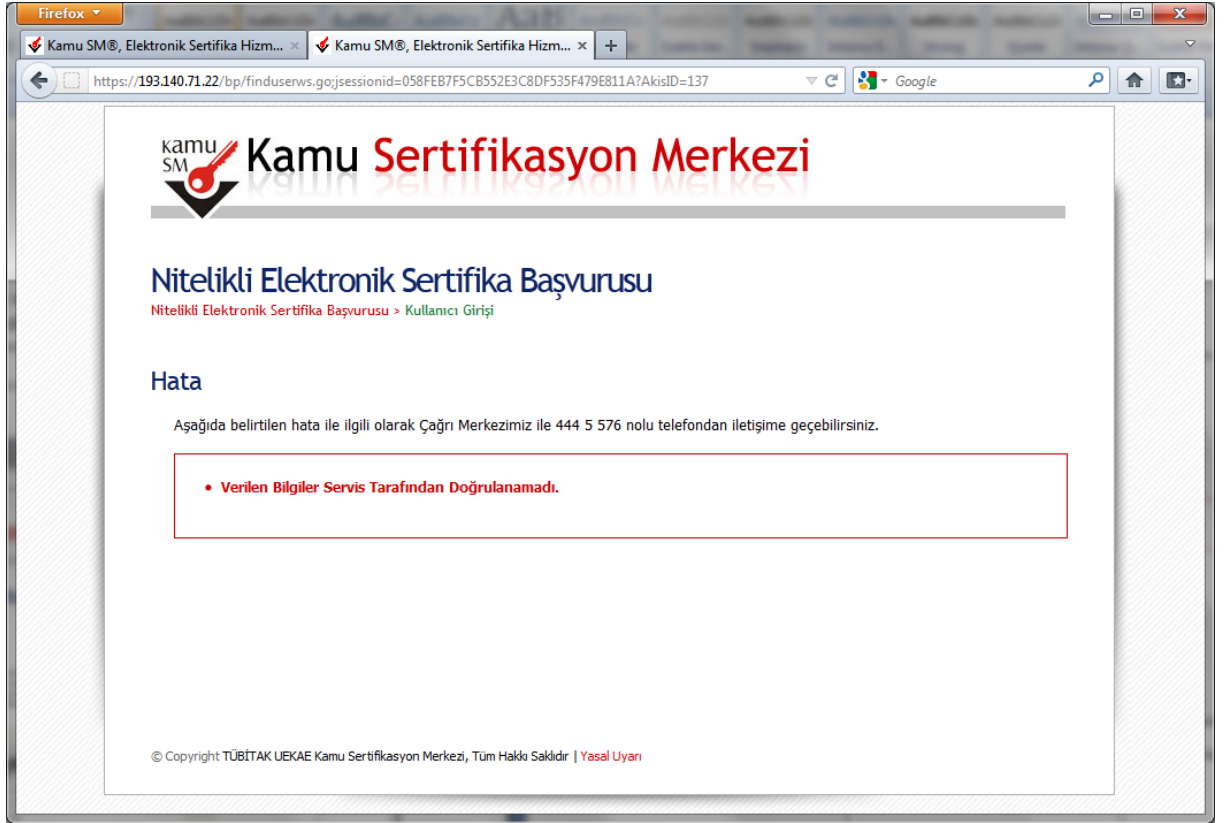 Firefox
Kamu SM®, Elektronik Sertifika Hizm...
Kamu SM®, Elektronik Sertifika Hizm...
https://193.140.71.22/bp/finduserws.go;jsessionid=058FEB7F5CB552E3C8DF535F479E811A?AkisID=137
Google
kamu
SM
Kamu Sertifikasyon Merkezi
Nitelikli Elektronik Sertifika Başvurusu
Nitelikli Elektronik Sertifika Başvurusu > Kullanıcı Girişi
Hata
Aşağıda belirtilen hata ile ilgili olarak Çağrı Merkezimiz ile 444 5 576 nolu telefondan iletişime geçebilirsiniz.
• Verilen Bilgiler Servis Tarafından Doğrulanamadı.
© Copyright TÜBİTAK UEKAE Kamu Sertifikasyon Merkezi, Tüm Hakkı Saklıdır | Yasal Uyarı